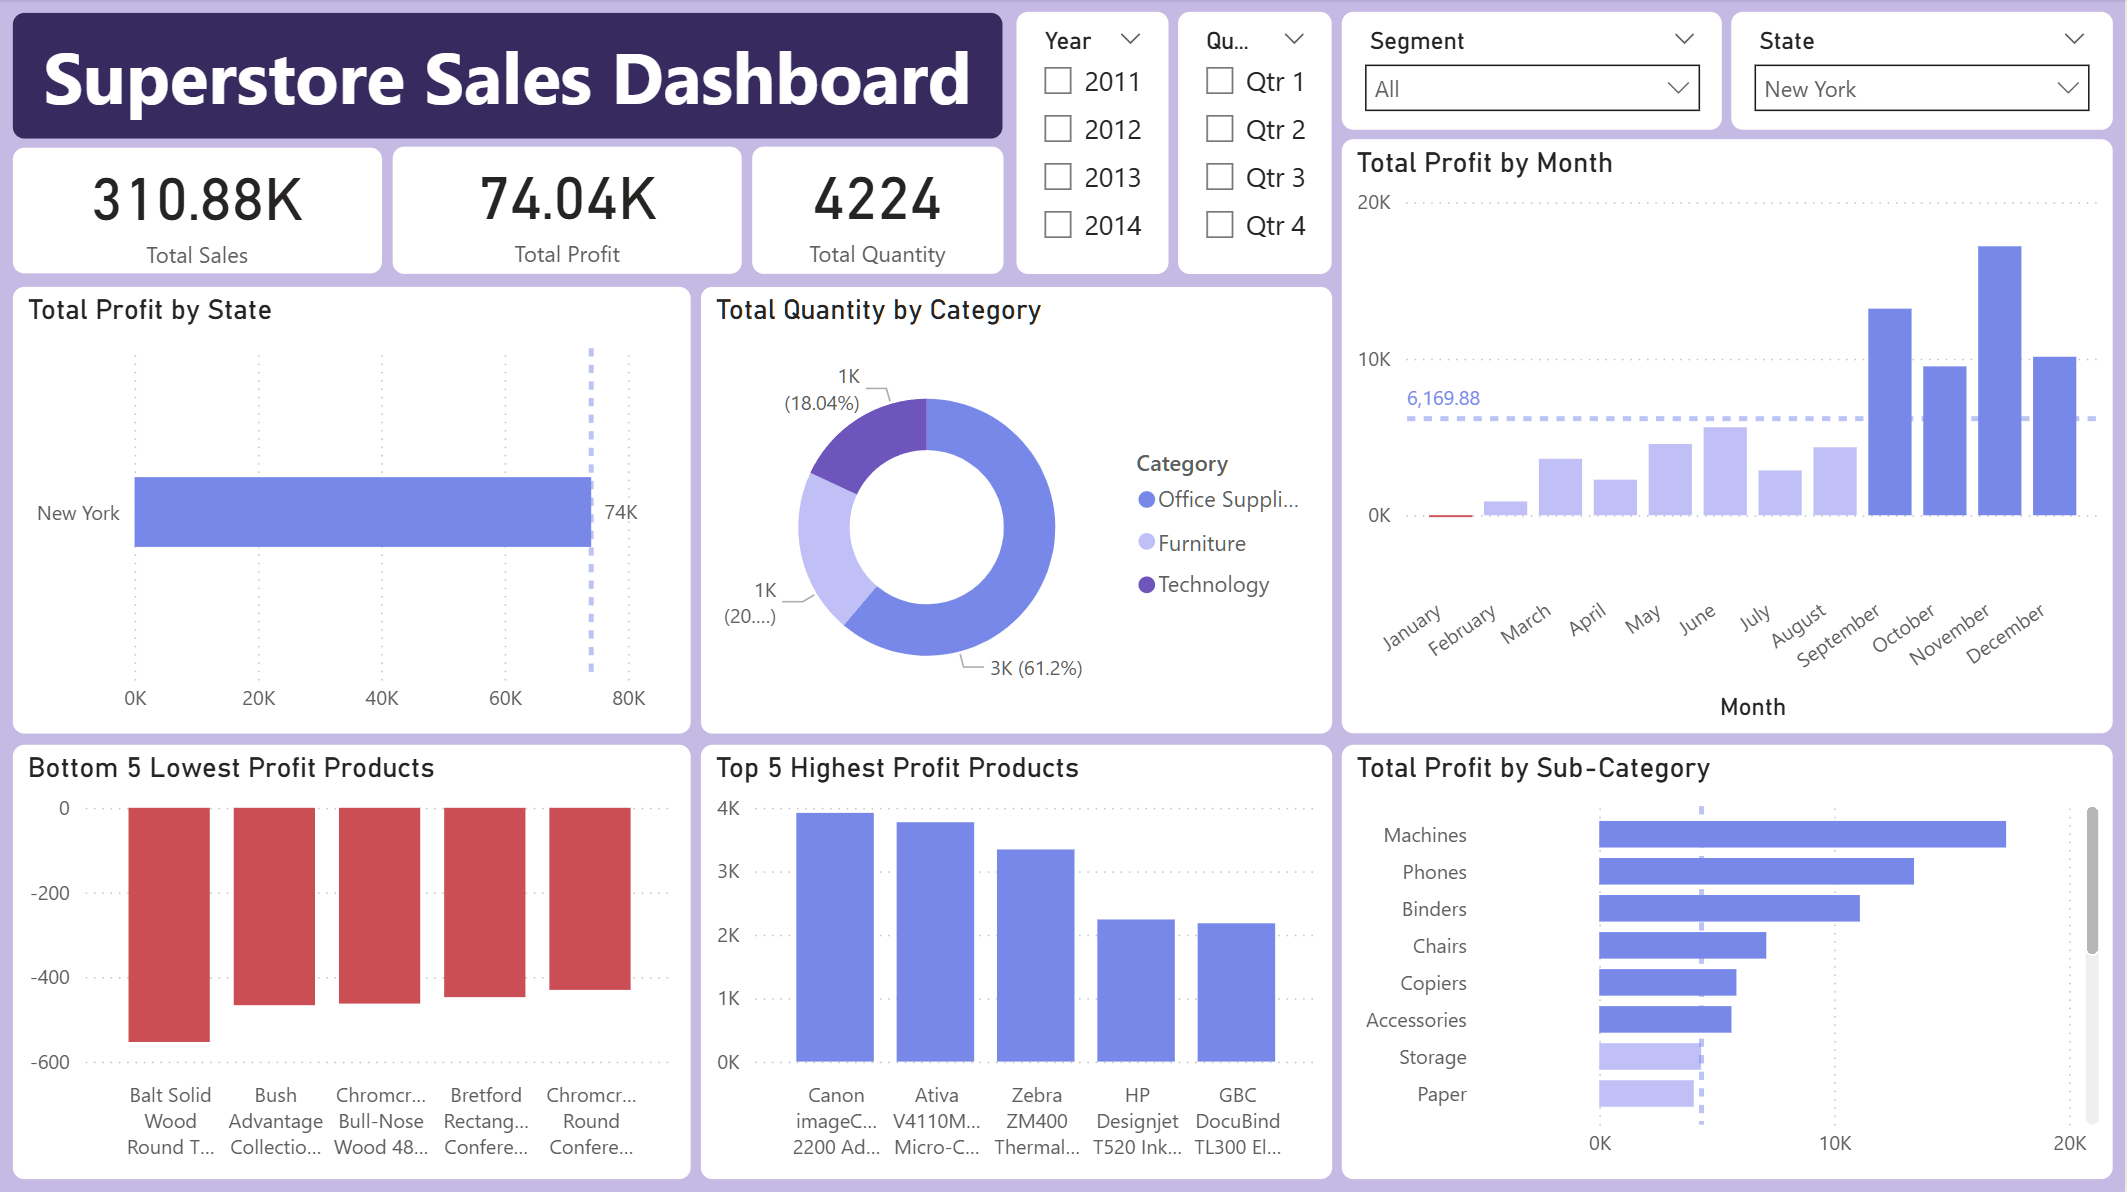 Superstore Sales Dashboard
Year
2011
2012
2013
2014
Qu...
Qtr 1
Qtr 2
Qtr 3
Qtr 4
Segment
All
State
New York
310.88K
Total Sales
74.04K
Total Profit
4224
Total Quantity
Total Profit by State
New York
74K
0K 20K 40K 60K 80K
Total Quantity by Category
1K
(18.04%)
1K
(20....)
3K (61.2%)
Category
Office Suppli...
Furniture
Technology
Total Profit by Month
20K
10K
6,169.88
0K
January February March April May June July August September October November December
Month
Bottom 5 Lowest Profit Products
0
-200
-400
-600
Balt Solid
Wood
Round T...
Bush
Advantage
Collectio...
Chromcr...
Bull-Nose
Wood 48...
Bretford
Rectang...
Confere...
Chromcr...
Round
Confere...
Top 5 Highest Profit Products
4K
3K
2K
1K
0K
Canon
imageC...
2200 Ad...
Ativa
V4110M...
Micro-C...
Zebra
ZM400
Thermal...
HP
Designjet
T520 Ink...
GBC
DocuBind
TL300 El...
Total Profit by Sub-Category
Machines
Phones
Binders
Chairs
Copiers
Accessories
Storage
Paper
0K 10K 20K